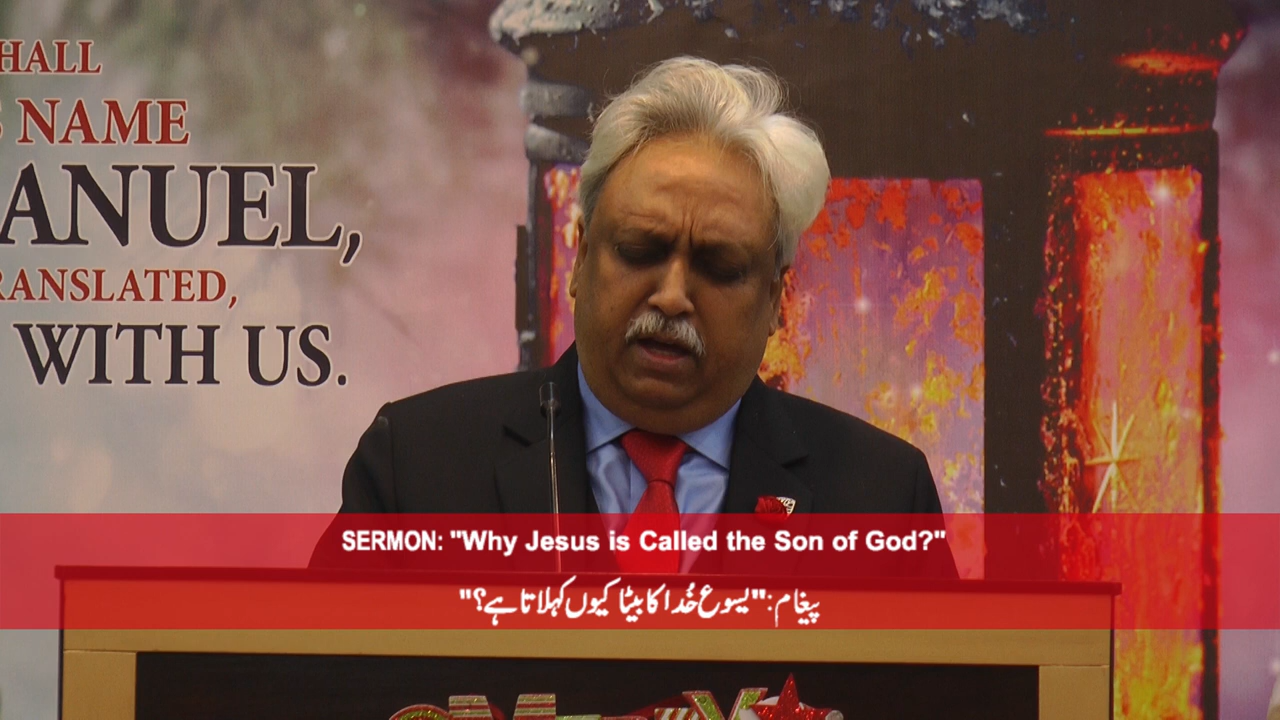 HALL
NAME
ANUEL,
RANSLATED,
WITH US.
SERMON: "Why Jesus is Called the Son of God?"
پیغام: "یسوع خُدا کا بیٹا کیوں کہلاتا ہے؟"